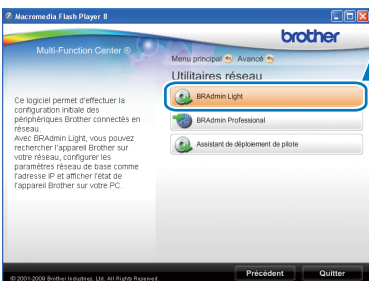 Macromedia Flash Player 8
brother
Multi-Function Center ®
Menu principal Avancé
Utilitaires réseau
BRAdmin Light
BRAdmin Professional
Assistant de déploiement de pilote
Ce logiciel permet d'effectuer la
configuration initiale des
périphériques Brother connectés en
réseau.
Avec BRAdmin Light, vous pouvez
rechercher l'appareil Brother sur
votre réseau, configurer les
paramètres réseau de base comme
l'adresse IP et afficher l'état de
l'appareil Brother sur votre PC.
© 2001-2009 Brother Industries, Ltd. All Rights Reserved.
Précédent Quitter